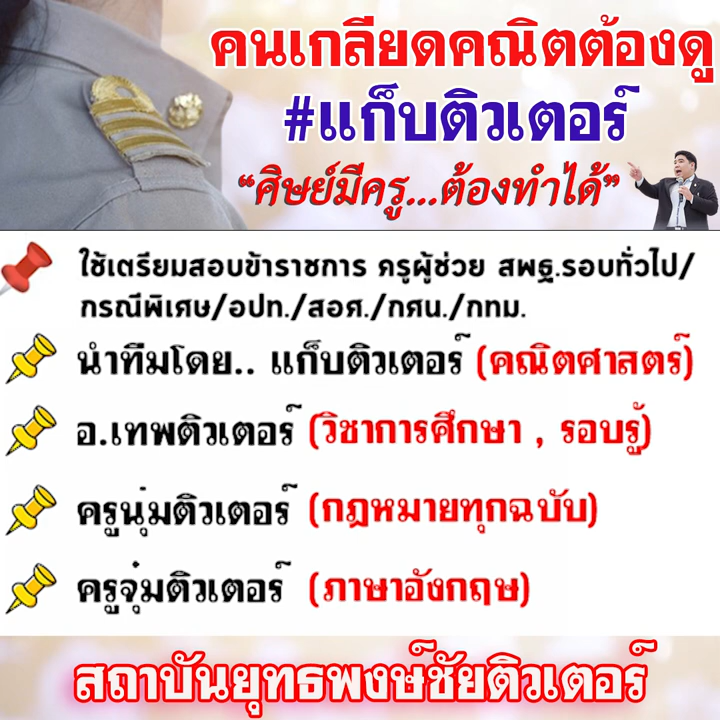 คนเกลียดคณิตต้องดู
#แก็บติวเตอร์
“ศิษย์มีครู...ต้องทำได้”
ใช้เตรียมสอบข้าราชการ ครูผู้ช่วย สพฐ.รอบทั่วไป/
กรณีพิเศษ/อปท./สอศ./กศน./กทม.
นำทีมโดย.. แก็บติวเตอร์ (คณิตศาสตร์)
อ.เทพติวเตอร์ (วิชาการศึกษา , รอบรู้)
ครูนุ่มติวเตอร์ (กฎหมายทุกฉบับ)
ครูจุ๋มติวเตอร์ (ภาษาอังกฤษ)
สถาบันยุทธพงษ์ชัยติวเตอร์